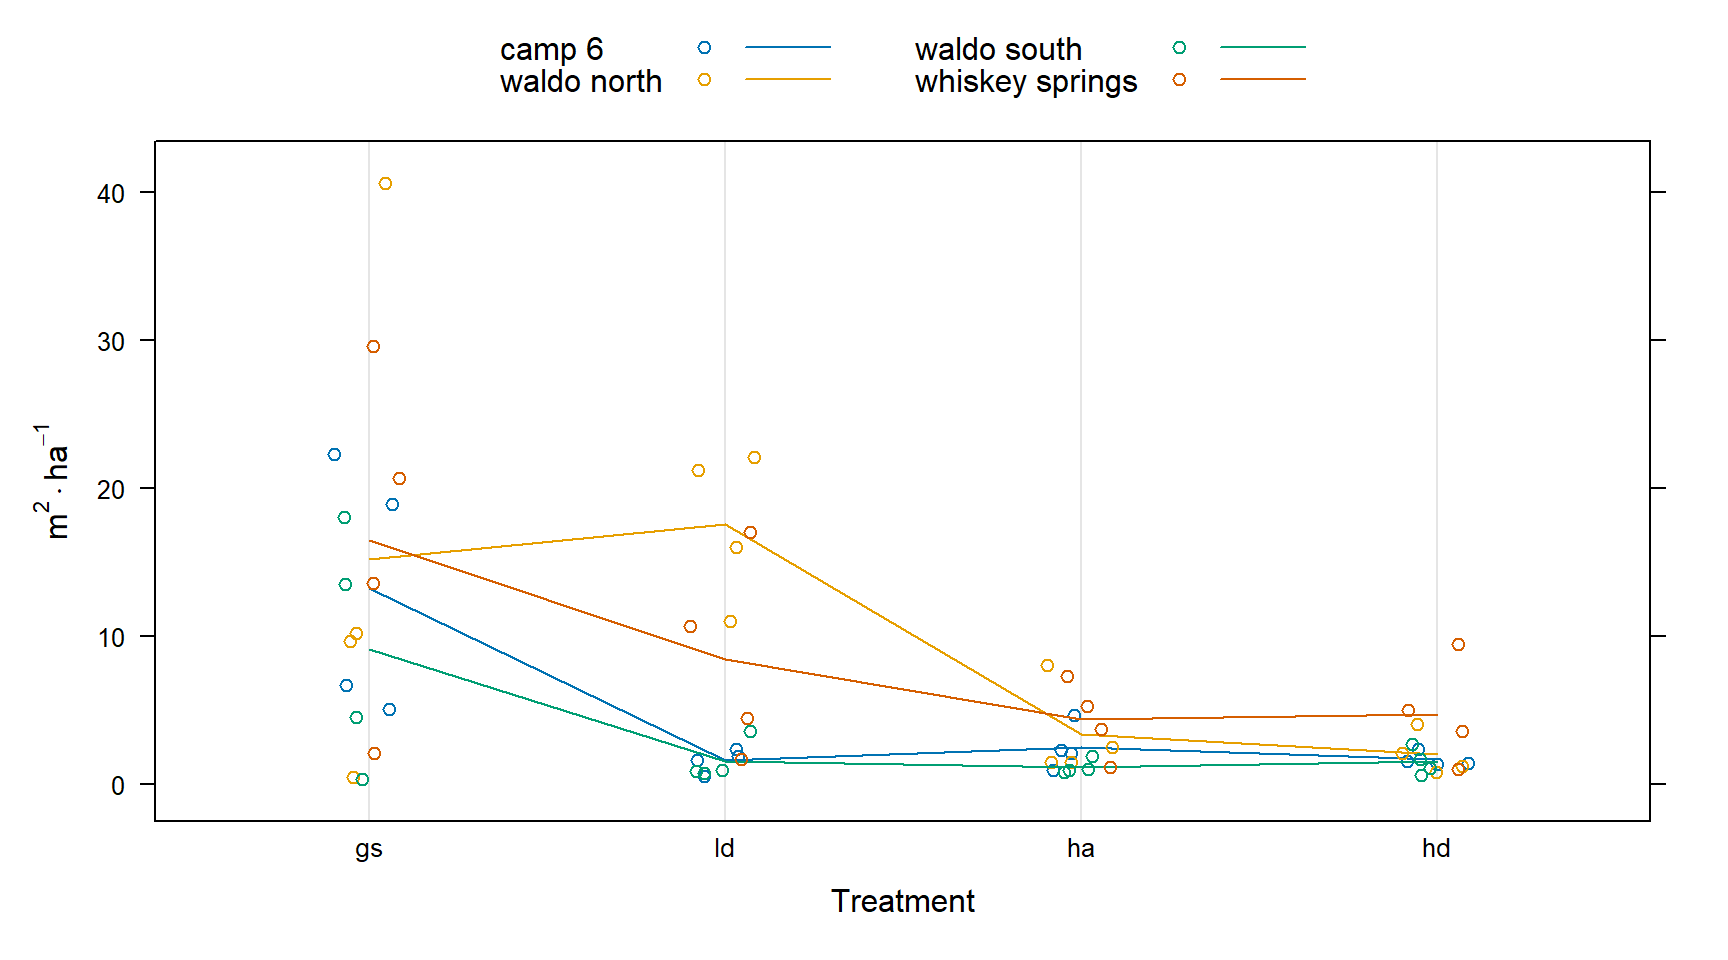 camp 6 waldo south
waldo north whiskey springs
40
30
20
10
0
m² · ha⁻¹
gs ld ha hd
Treatment